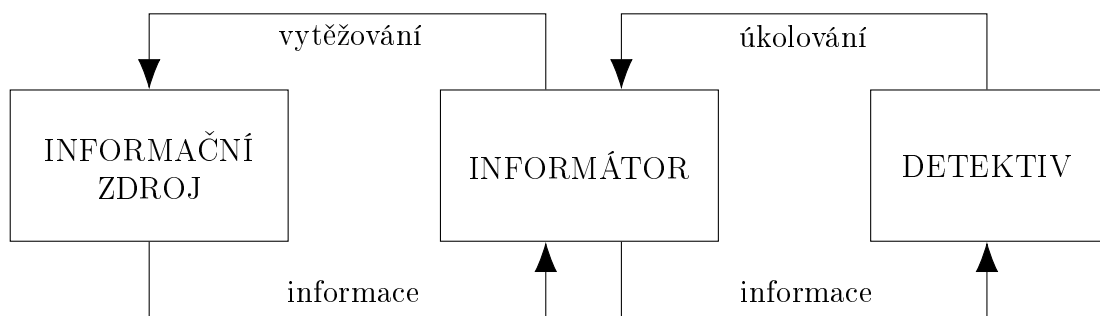 vytěžování
úkolování
INFORMAČNÍ
ZDROJ
INFORMÁTOR
DETEKTIV
informace
informace